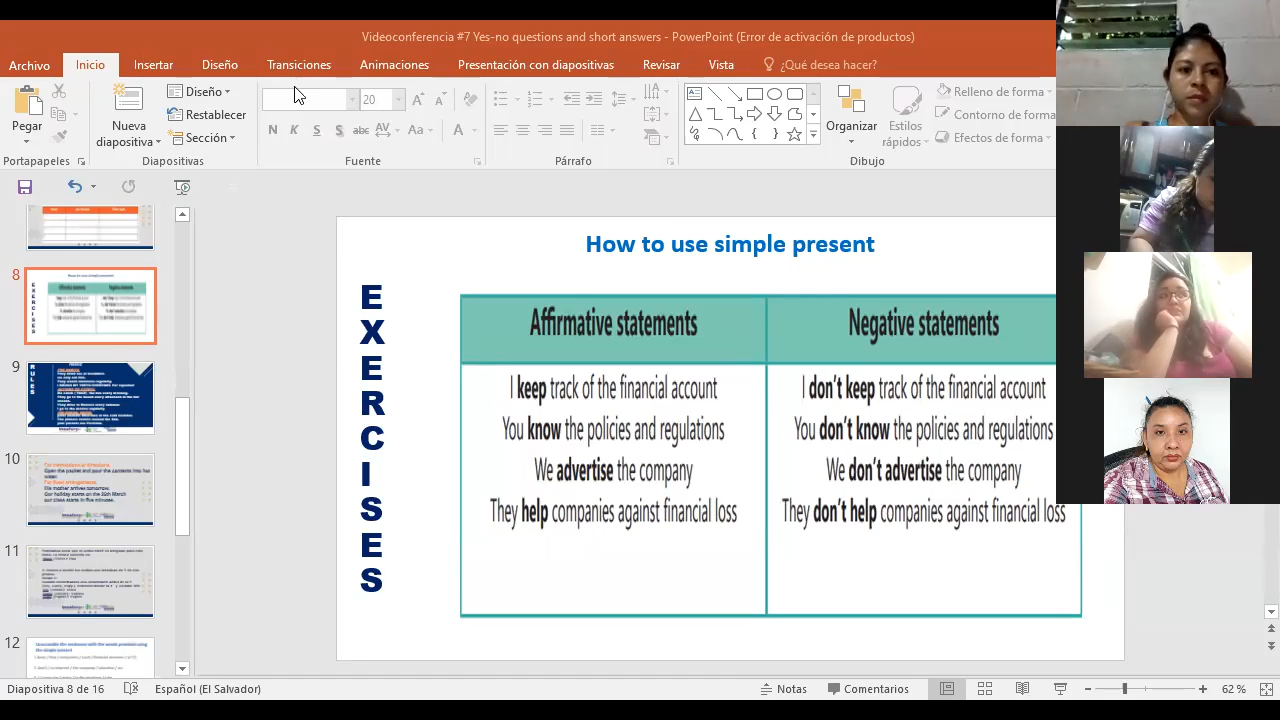 Videoconferencia #7 Yes-no questions and short answers - PowerPoint (Error de activación de productos)
Archivo Inicio Insertar Diseño Transiciones Animaciones Presentación con diapositivas Revisar Vista ¿Qué desea hacer?
Pegar
Nueva diapositiva
Diseño
Restablecer
Sección
20
N K S S abc AV Aa A
Organizar
Estilos rápidos
Relleno de forma
Contorno de forma
Efectos de forma
Portapapeles Diapositivas Fuente Párrafo Dibujo
8
9
10
11
12
How to use simple present
EXERCISES
Affirmative statements Negative statements
I keep track of the financial account
You know the policies and regulations
We advertise the company
They help companies against financial loss
I don't keep track of the financial account
You don't know the policies and regulations
We don't advertise the company
They don't help companies against financial loss
Diapositiva 8 de 16 Español (El Salvador) Notas Comentarios 62 %